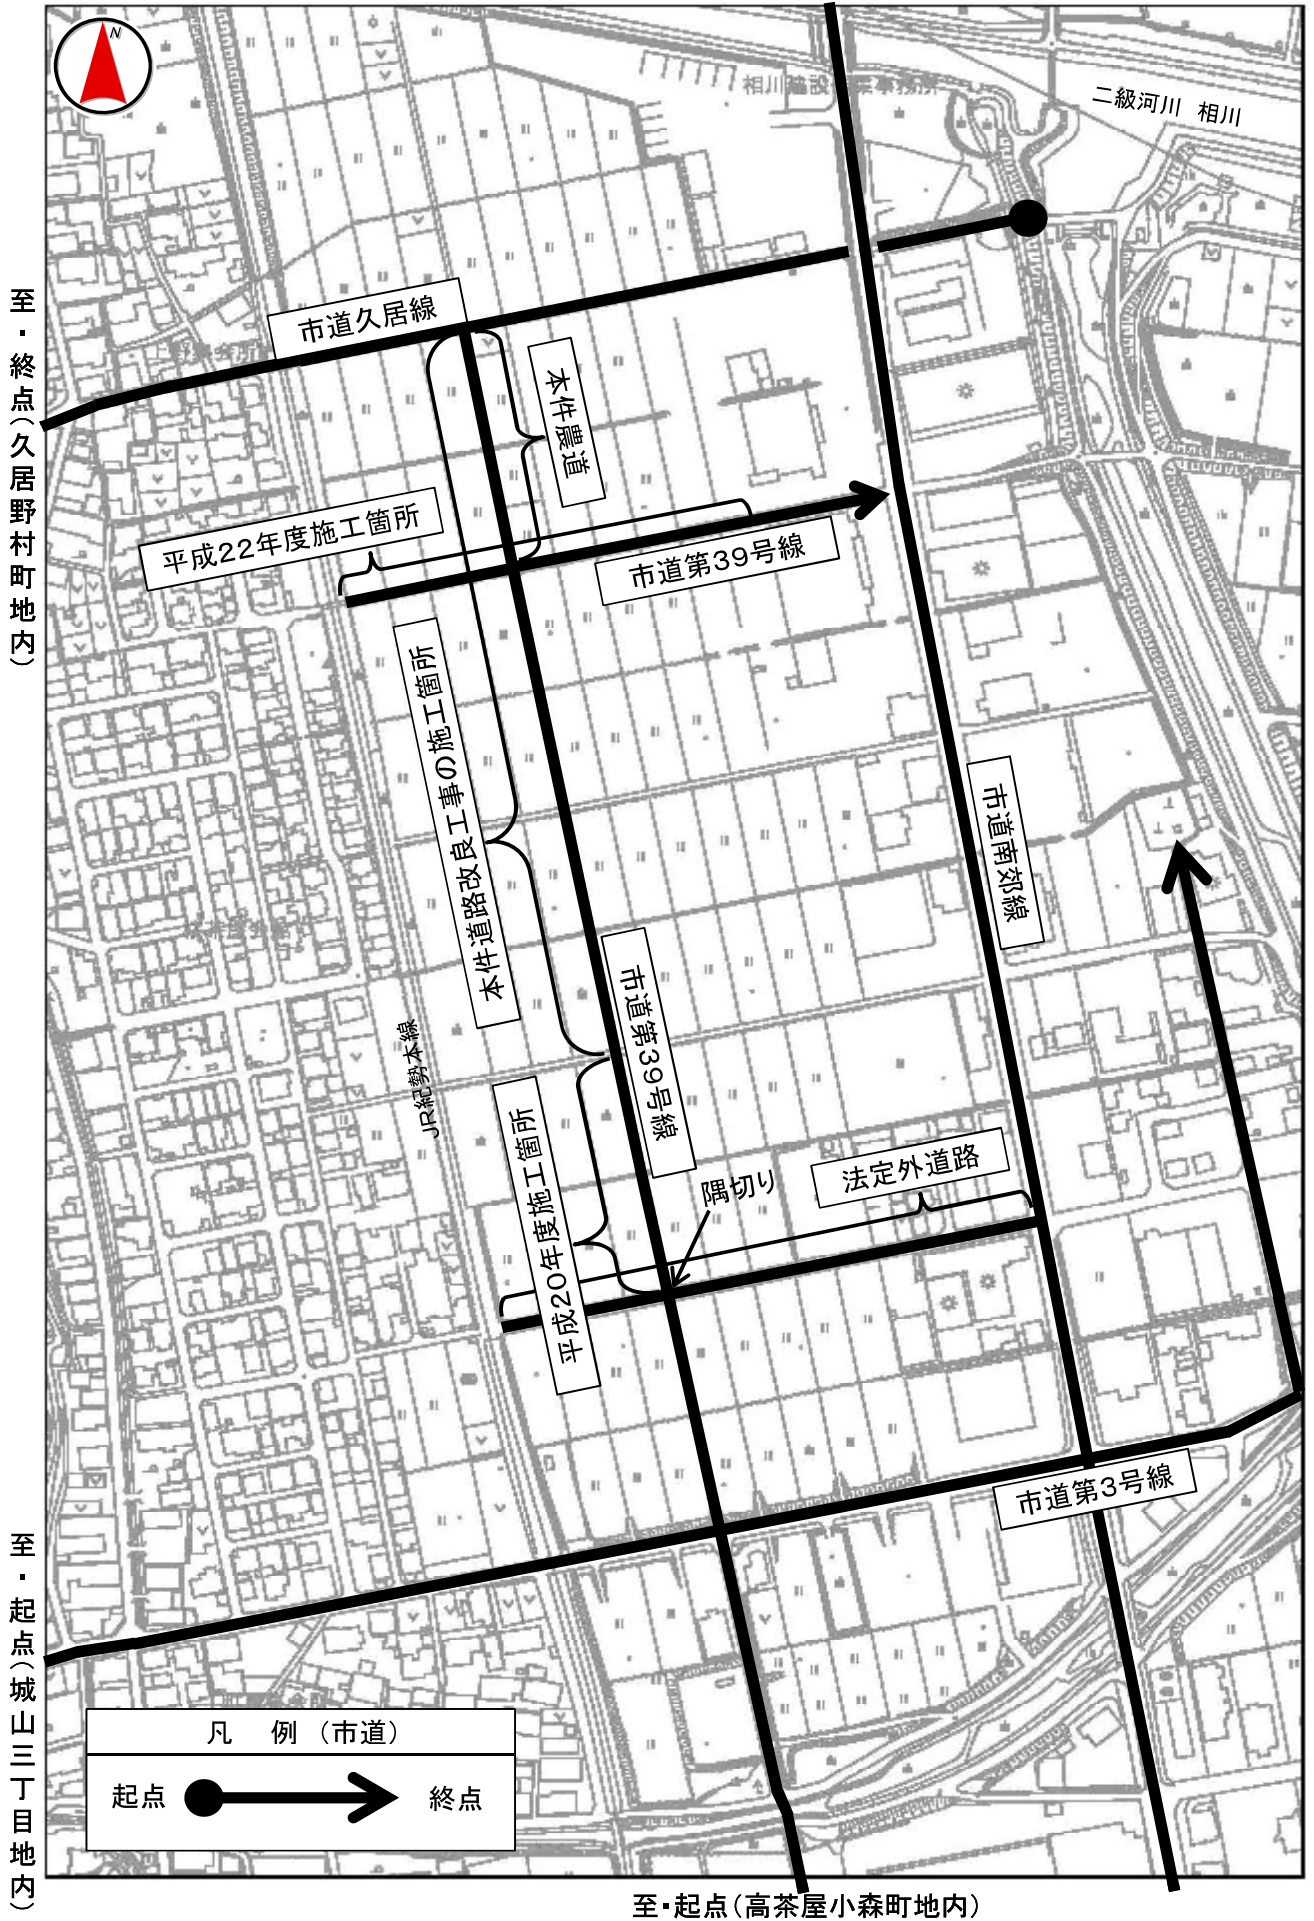 N
相川建設
業事務所
二級河川 相川
至・終点(久居野村町地内)
市道久居線
本件農道
平成22年度施工箇所
市道第39号線
本件道路改良工事の施工箇所
市道南郊線
市道第39号線
JR紀勢本線
平成20年度施工箇所
隅切り
法定外道路
市道第3号線
至・起点(城山三丁目地内)
凡 例 (市道)
起点
終点
至・起点(高茶屋小森町地内)